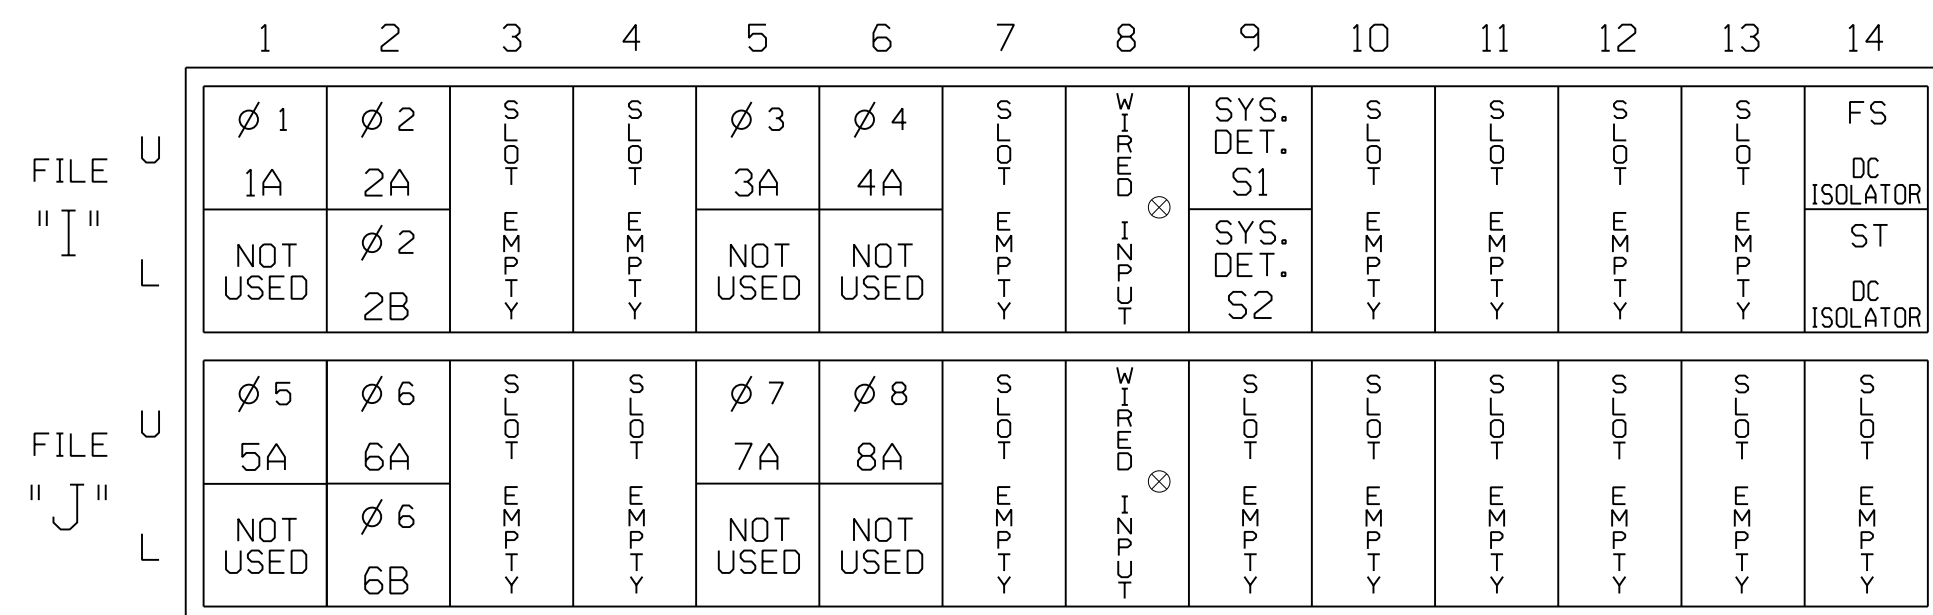 1 2 3 4 5 6 7 8 9 10 11 12 13 14
FILE
"I"
U
L
ø 1
1A
NOT
USED
ø 2
2A
ø 2
2B
SLOT EMPTY
SLOT EMPTY
ø 3
3A
NOT
USED
ø 4
4A
NOT
USED
SLOT EMPTY
WIRED INPUT
SYS.
DET.
S1
SYS.
DET.
S2
SLOT EMPTY
SLOT EMPTY
SLOT EMPTY
SLOT EMPTY
FS
DC
ISOLATOR
ST
DC
ISOLATOR
FILE
"J"
U
L
ø 5
5A
NOT
USED
ø 6
6A
ø 6
6B
SLOT EMPTY
SLOT EMPTY
ø 7
7A
NOT
USED
ø 8
8A
NOT
USED
SLOT EMPTY
WIRED INPUT
SLOT EMPTY
SLOT EMPTY
SLOT EMPTY
SLOT EMPTY
SLOT EMPTY
SLOT EMPTY